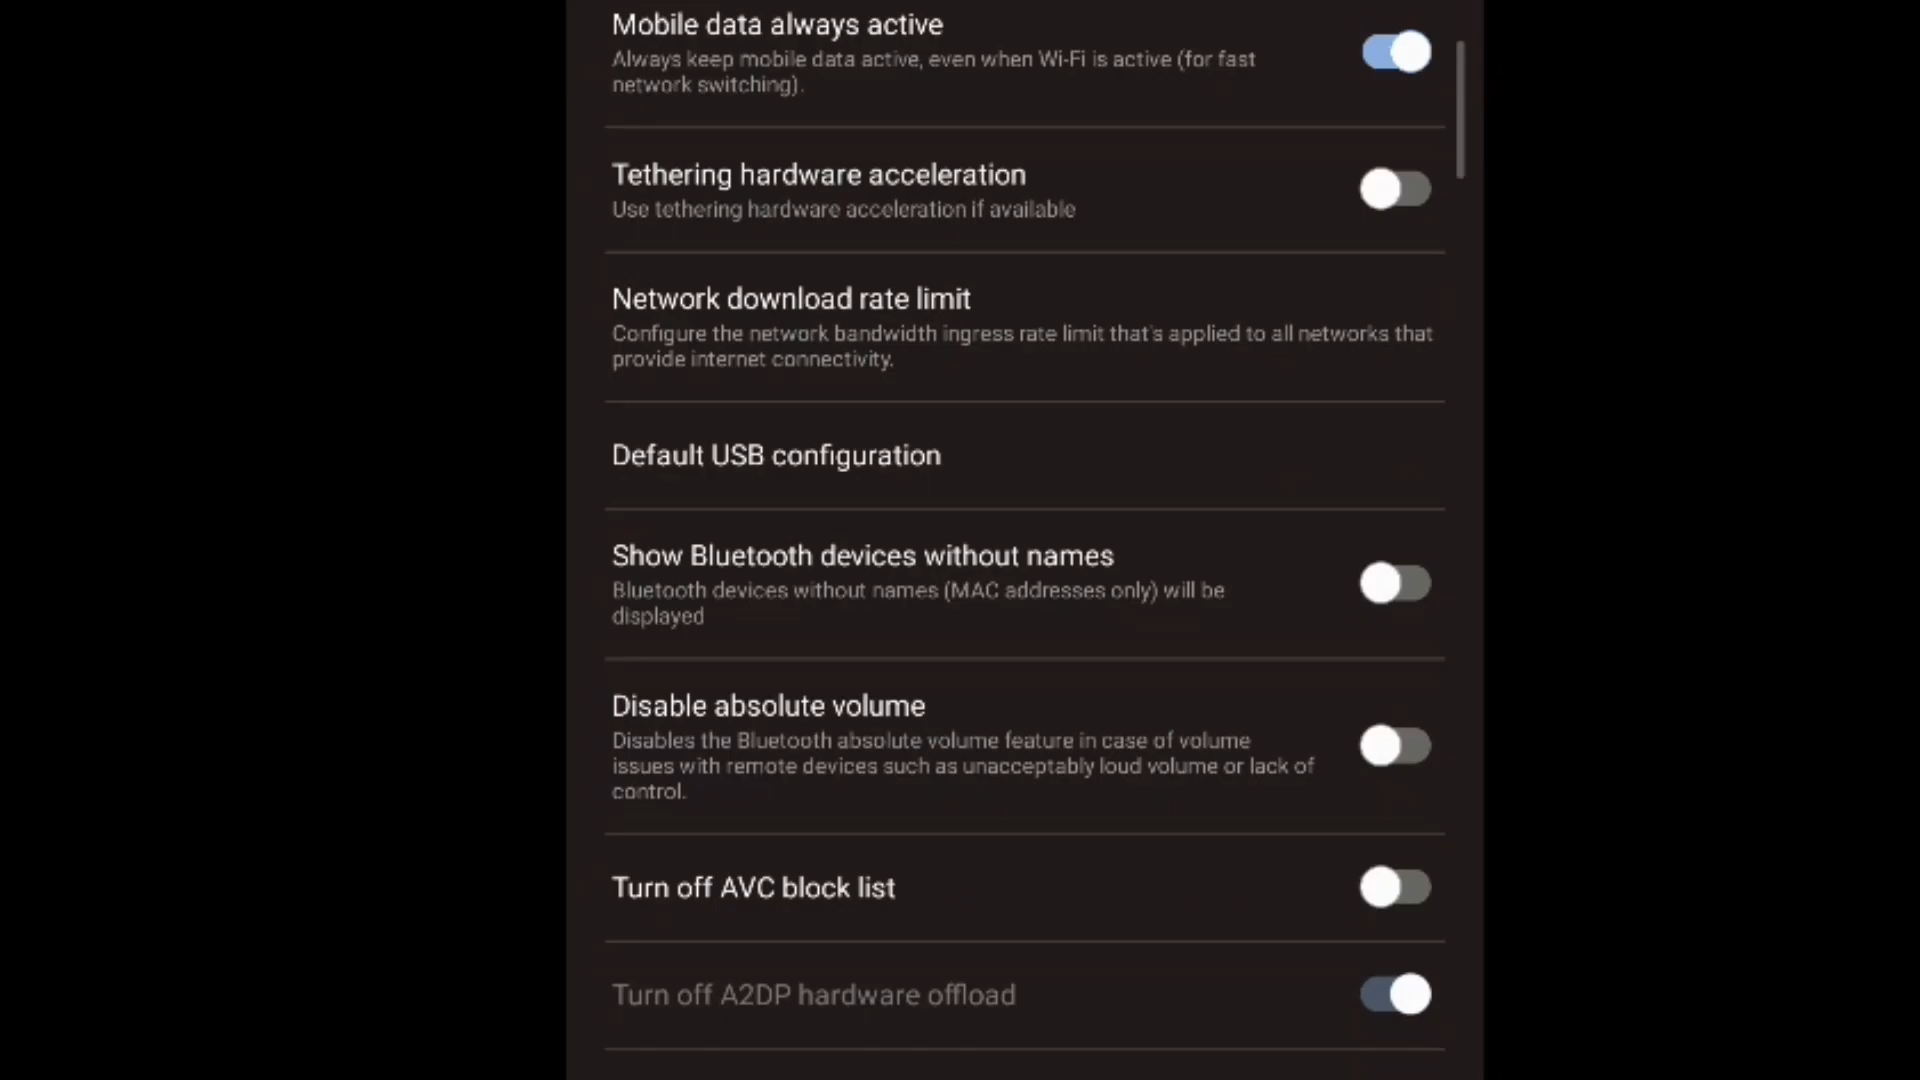 Mobile data always active
Always keep mobile data active, even when Wi-Fi is active (for fast
network switching).
Tethering hardware acceleration
Use tethering hardware acceleration if available
Network download rate limit
Configure the network bandwidth ingress rate limit that's applied to all networks that
provide internet connectivity.
Default USB configuration
Show Bluetooth devices without names
Bluetooth devices without names (MAC addresses only) will be
displayed
Disable absolute volume
Disables the Bluetooth absolute volume feature in case of volume
issues with remote devices such as unacceptably loud volume or lack of
control.
Turn off AVC block list
Turn off A2DP hardware offload